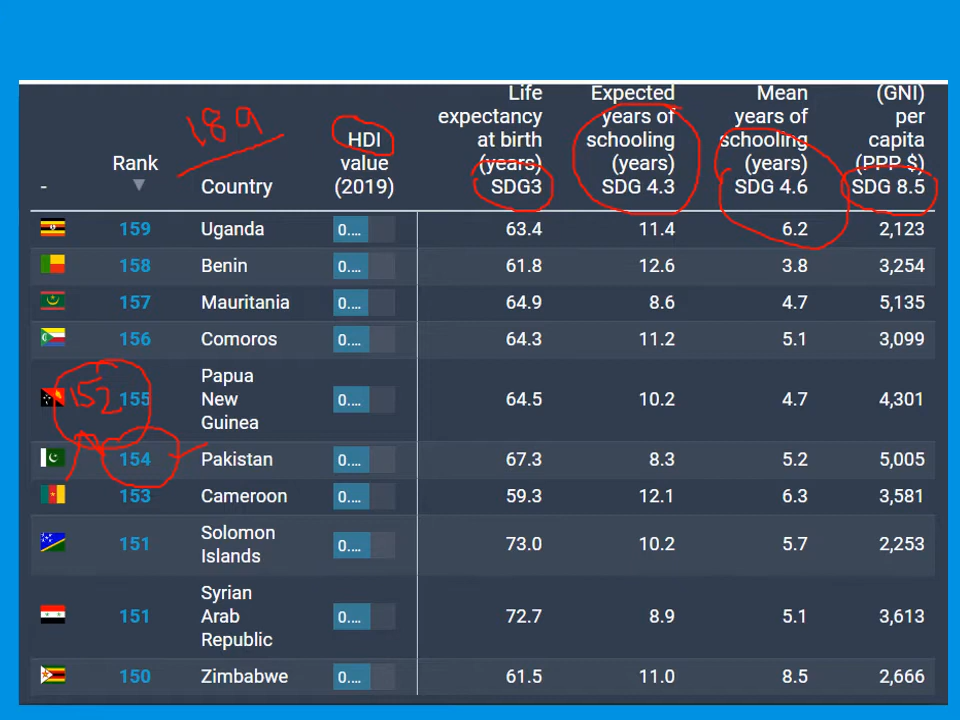 189
- Rank Country HDI value (2019) Life expectancy at birth (years) SDG3 Expected years of schooling (years) SDG 4.3 Mean years of schooling (years) SDG 4.6 (GNI) per capita (PPP $) SDG 8.5
159 Uganda 0.... 63.4 11.4 6.2 2,123
158 Benin 0.... 61.8 12.6 3.8 3,254
157 Mauritania 0.... 64.9 8.6 4.7 5,135
156 Comoros 0.... 64.3 11.2 5.1 3,099
152
155 Papua New Guinea 0.... 64.5 10.2 4.7 4,301
154 Pakistan 0.... 67.3 8.3 5.2 5,005
153 Cameroon 0.... 59.3 12.1 6.3 3,581
151 Solomon Islands 0.... 73.0 10.2 5.7 2,253
151 Syrian Arab Republic 0.... 72.7 8.9 5.1 3,613
150 Zimbabwe 0.... 61.5 11.0 8.5 2,666